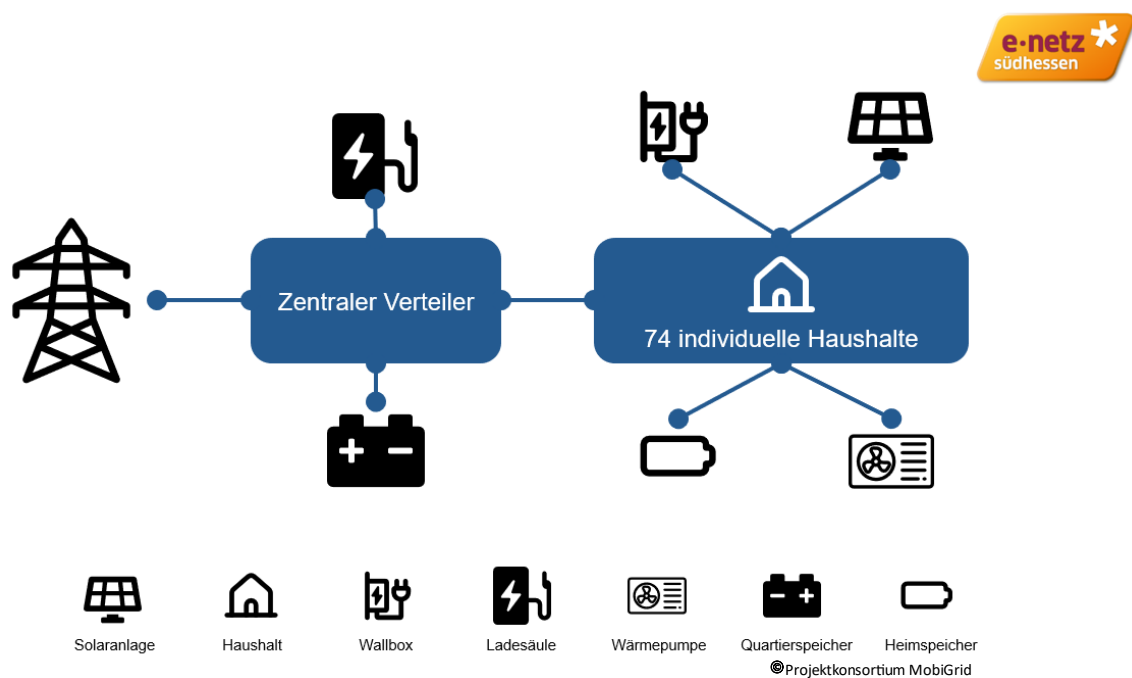 e·netz
südhessen
Zentraler Verteiler
74 individuelle Haushalte
Solaranlage
Haushalt
Wallbox
Ladesäule
Wärmepumpe
Quartierspeicher
Heimspeicher
©Projektkonsortium MobiGrid